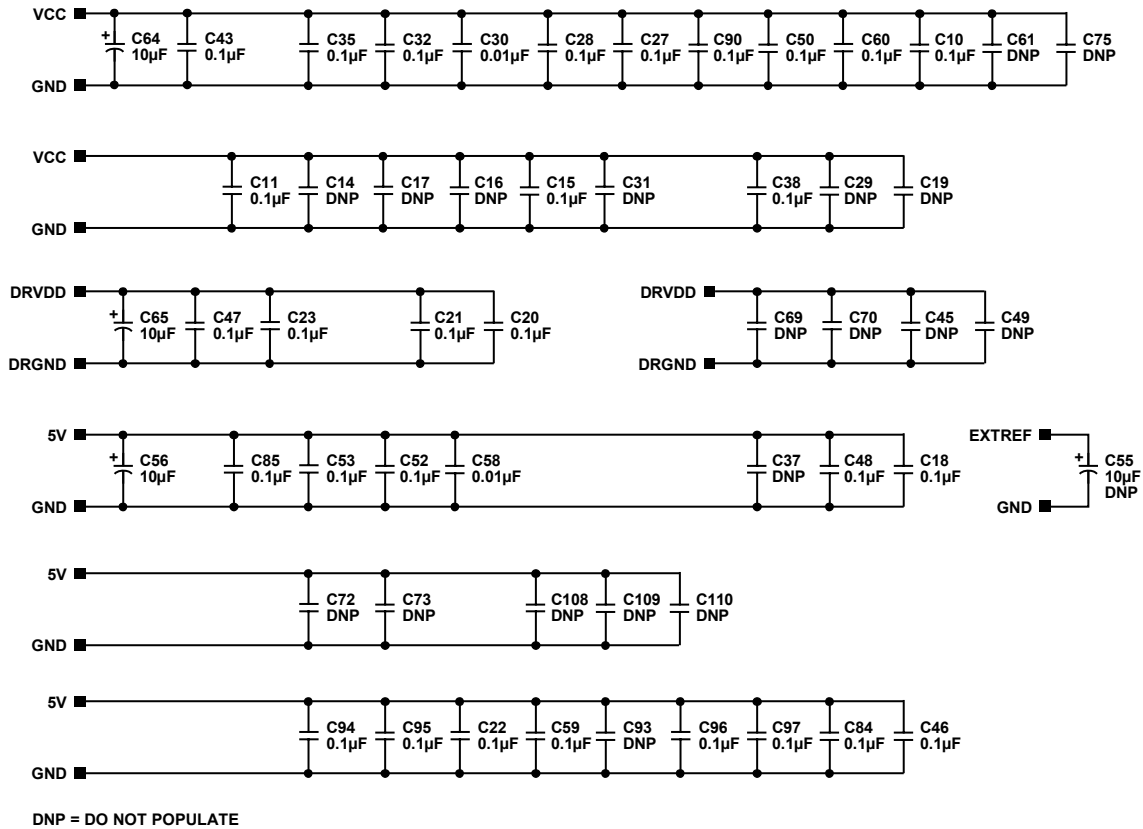 VCC
+ C64 10µF
C43 0.1µF
C35 0.1µF
C32 0.1µF
C30 0.01µF
C28 0.1µF
C27 0.1µF
C90 0.1µF
C50 0.1µF
C60 0.1µF
C10 0.1µF
C61 DNP
C75 DNP
GND
VCC
C11 0.1µF
C14 DNP
C17 DNP
C16 DNP
C15 0.1µF
C31 DNP
C38 0.1µF
C29 DNP
C19 DNP
GND
DRVDD
+ C65 10µF
C47 0.1µF
C23 0.1µF
C21 0.1µF
C20 0.1µF
DRGND
DRVDD
C69 DNP
C70 DNP
C45 DNP
C49 DNP
DRGND
5V
+ C56 10µF
C85 0.1µF
C53 0.1µF
C52 0.1µF
C58 0.01µF
C37 DNP
C48 0.1µF
C18 0.1µF
GND
EXTREF
+ C55 10µF DNP
GND
5V
C72 DNP
C73 DNP
C108 DNP
C109 DNP
C110 DNP
GND
5V
C94 0.1µF
C95 0.1µF
C22 0.1µF
C59 0.1µF
C93 DNP
C96 0.1µF
C97 0.1µF
C84 0.1µF
C46 0.1µF
GND
DNP = DO NOT POPULATE